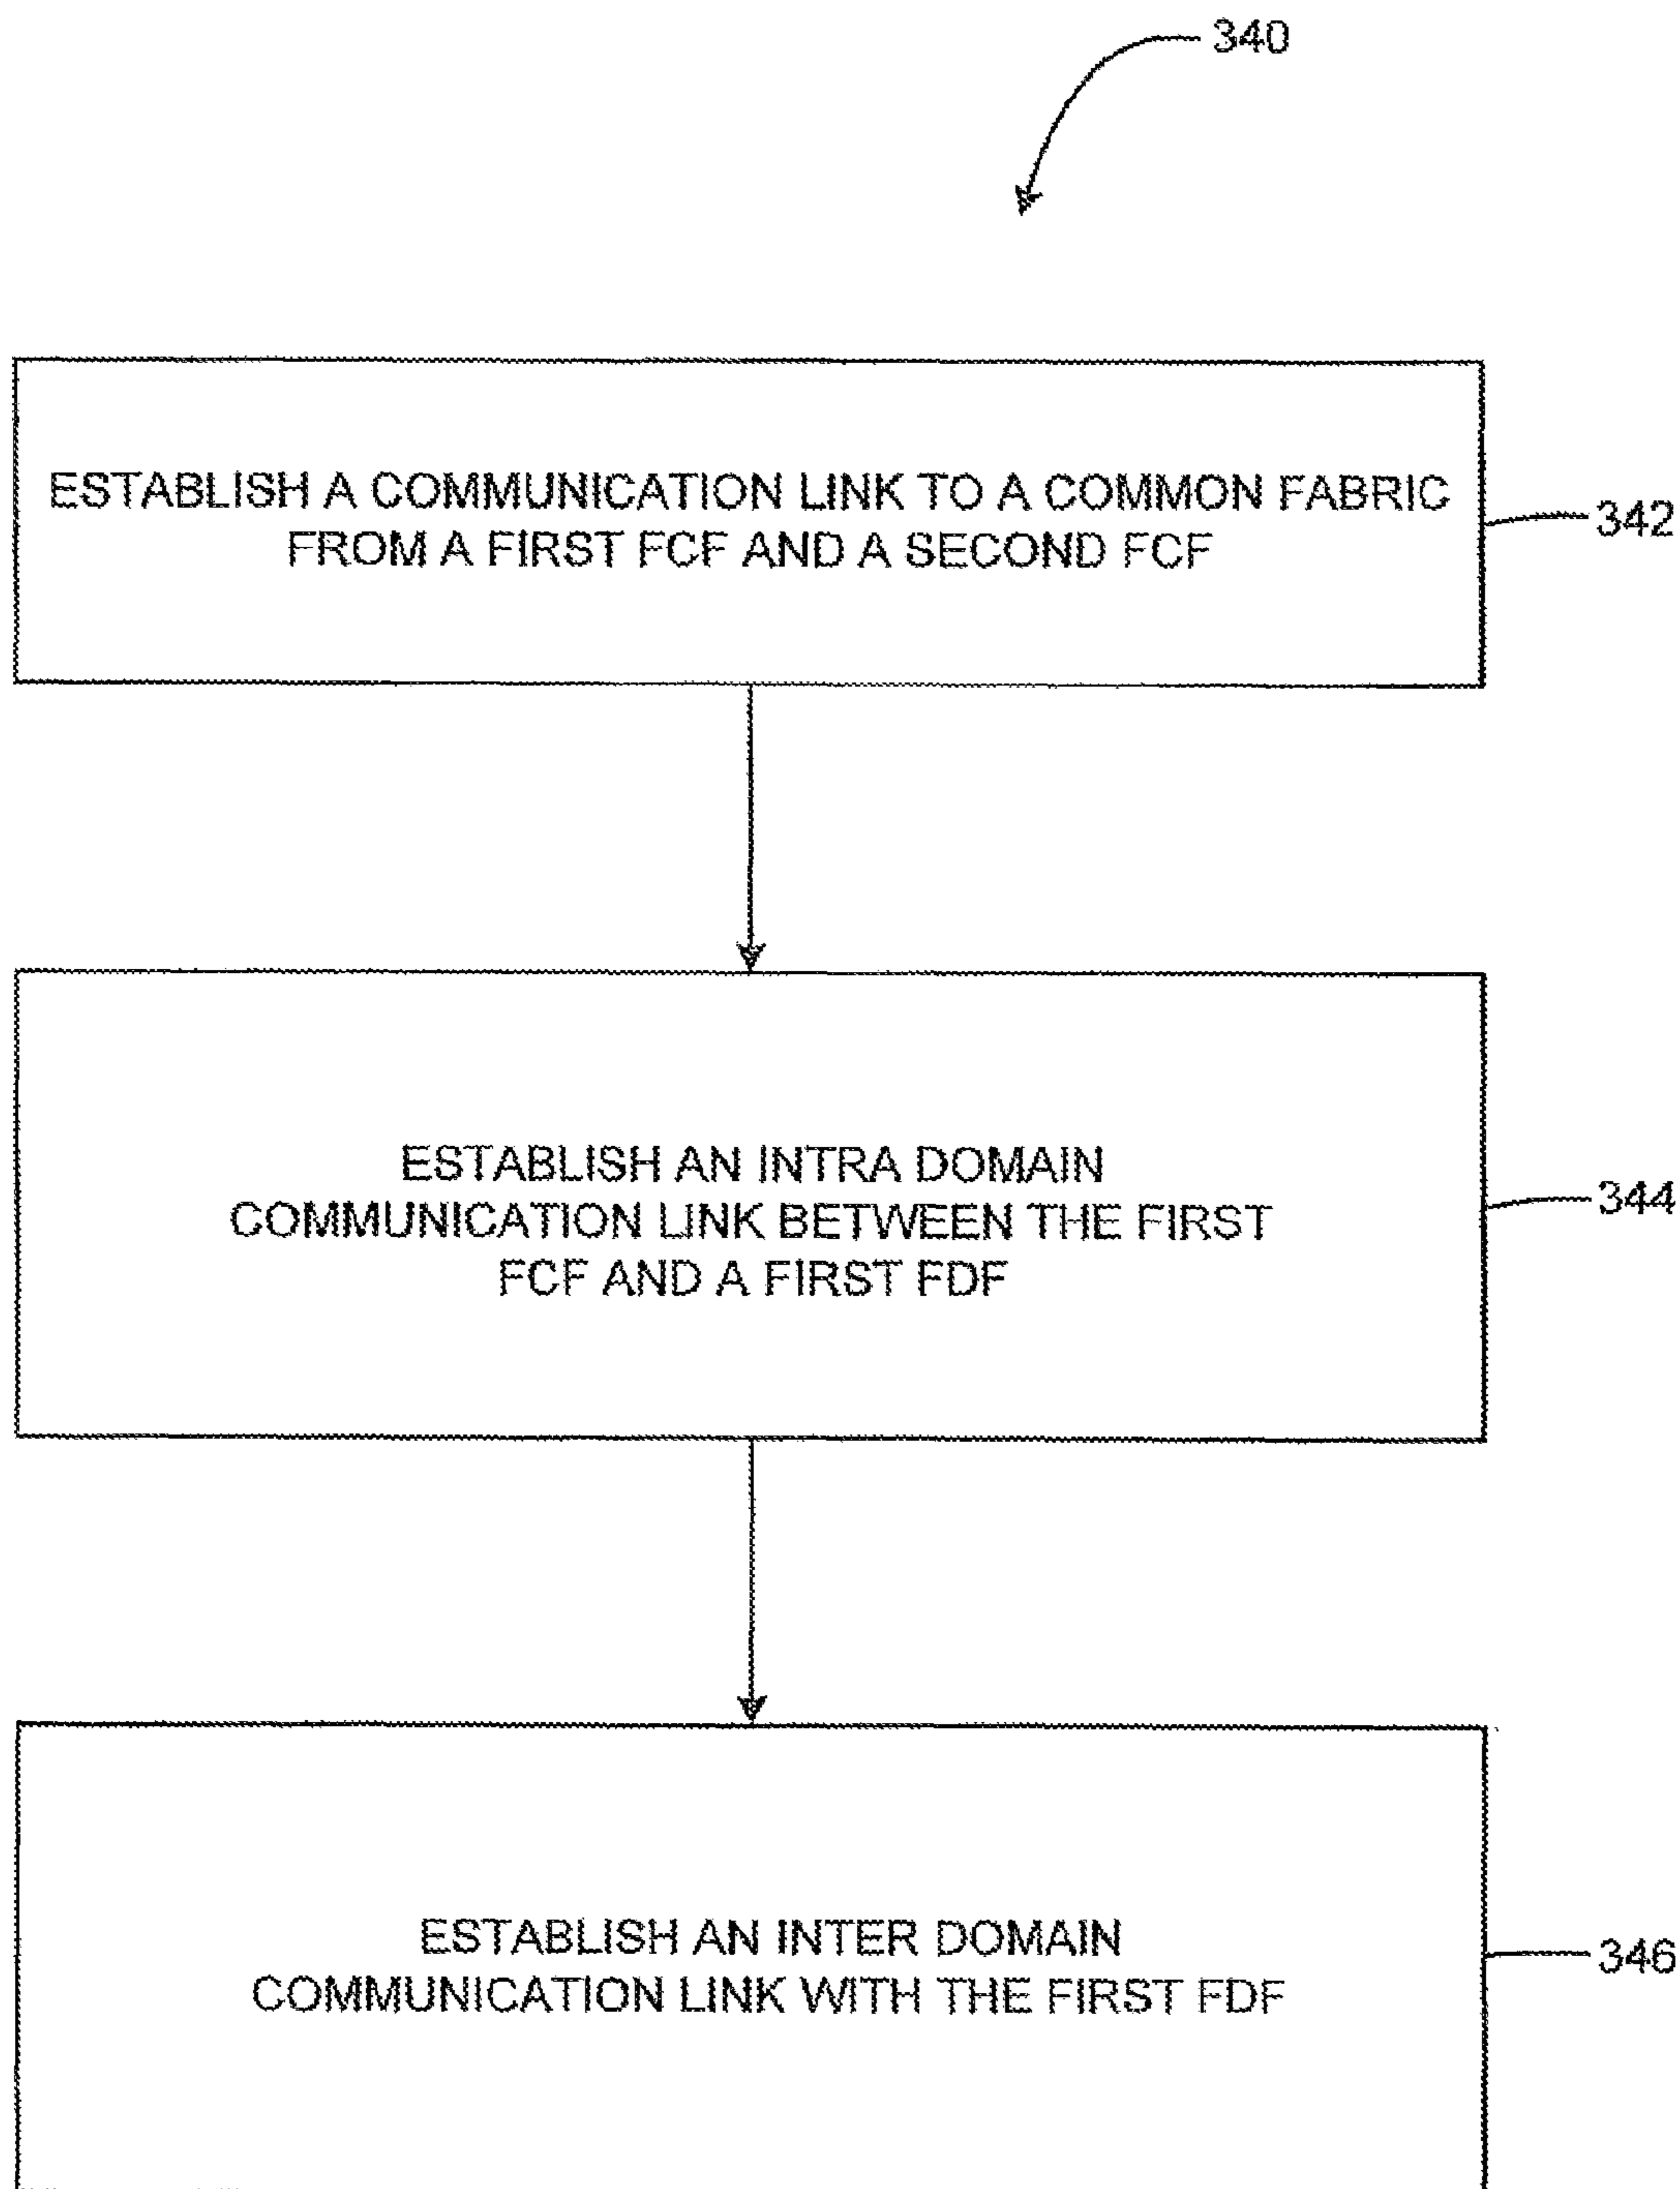 340
ESTABLISH A COMMUNICATION LINK TO A COMMON FABRIC
FROM A FIRST FCF AND A SECOND FCF
342
ESTABLISH AN INTRA DOMAIN
COMMUNICATION LINK BETWEEN THE FIRST
FCF AND A FIRST FDF
344
ESTABLISH AN INTER DOMAIN
COMMUNICATION LINK WITH THE FIRST FDF
346